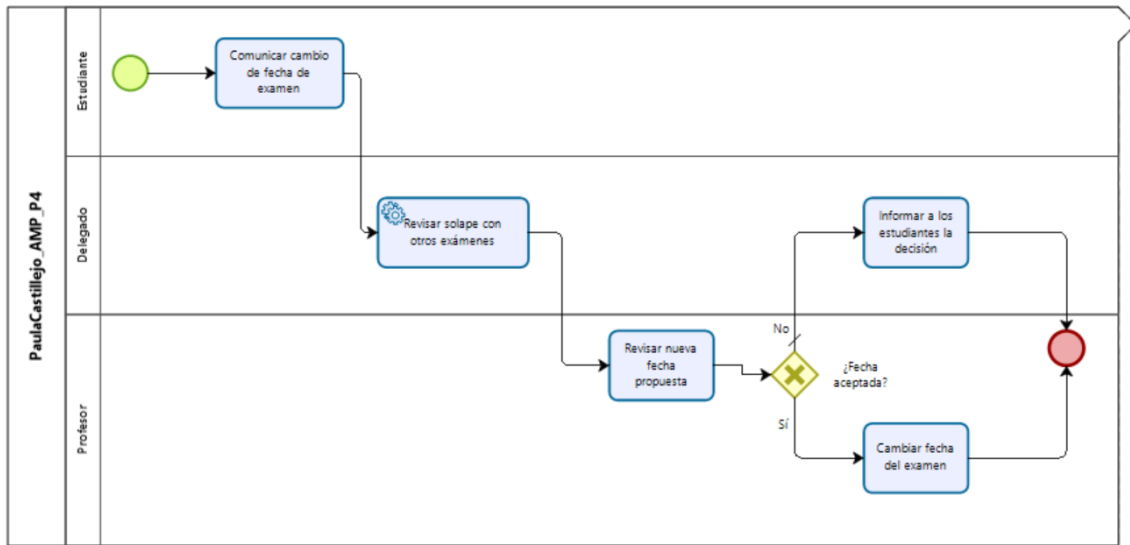 PaulaCastillejo_AMP_P4
Estudiante
Comunicar cambio
de fecha de
examen
Delegado
Revisar solape con
otros exámenes
Informar a los
estudiantes la
decisión
Profesor
Revisar nueva
fecha
propuesta
No
¿Fecha
aceptada?
Sí
Cambiar fecha
del examen